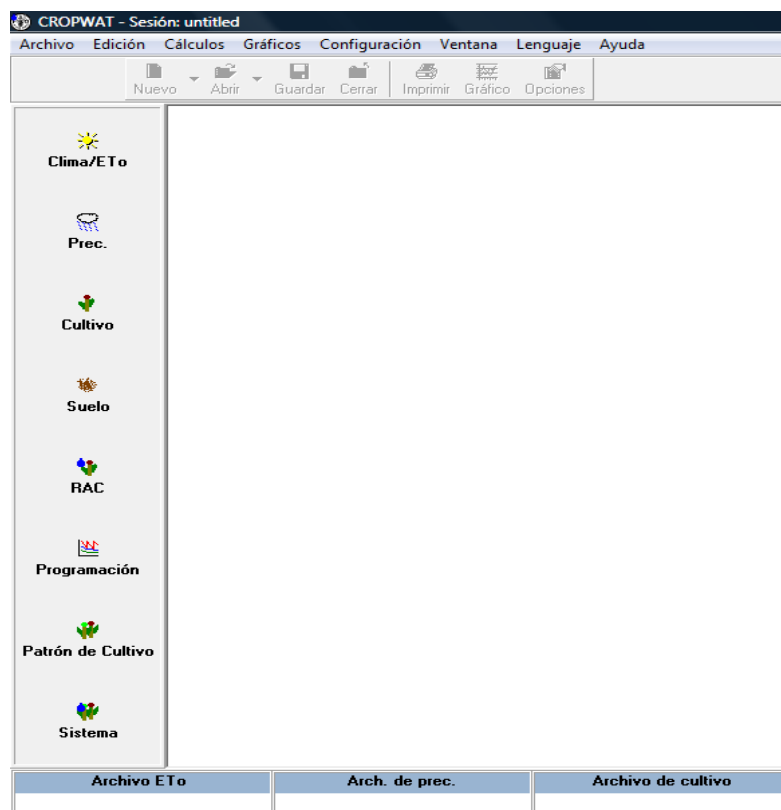 CROPWAT - Sesión: untitled
Archivo Edición Cálculos Gráficos Configuración Ventana Lenguaje Ayuda
Nuevo Abrir Guardar Cerrar Imprimir Gráfico Opciones
Clima/ETo
Prec.
Cultivo
Suelo
RAC
Programación
Patrón de Cultivo
Sistema
Archivo ETo Arch. de prec. Archivo de cultivo